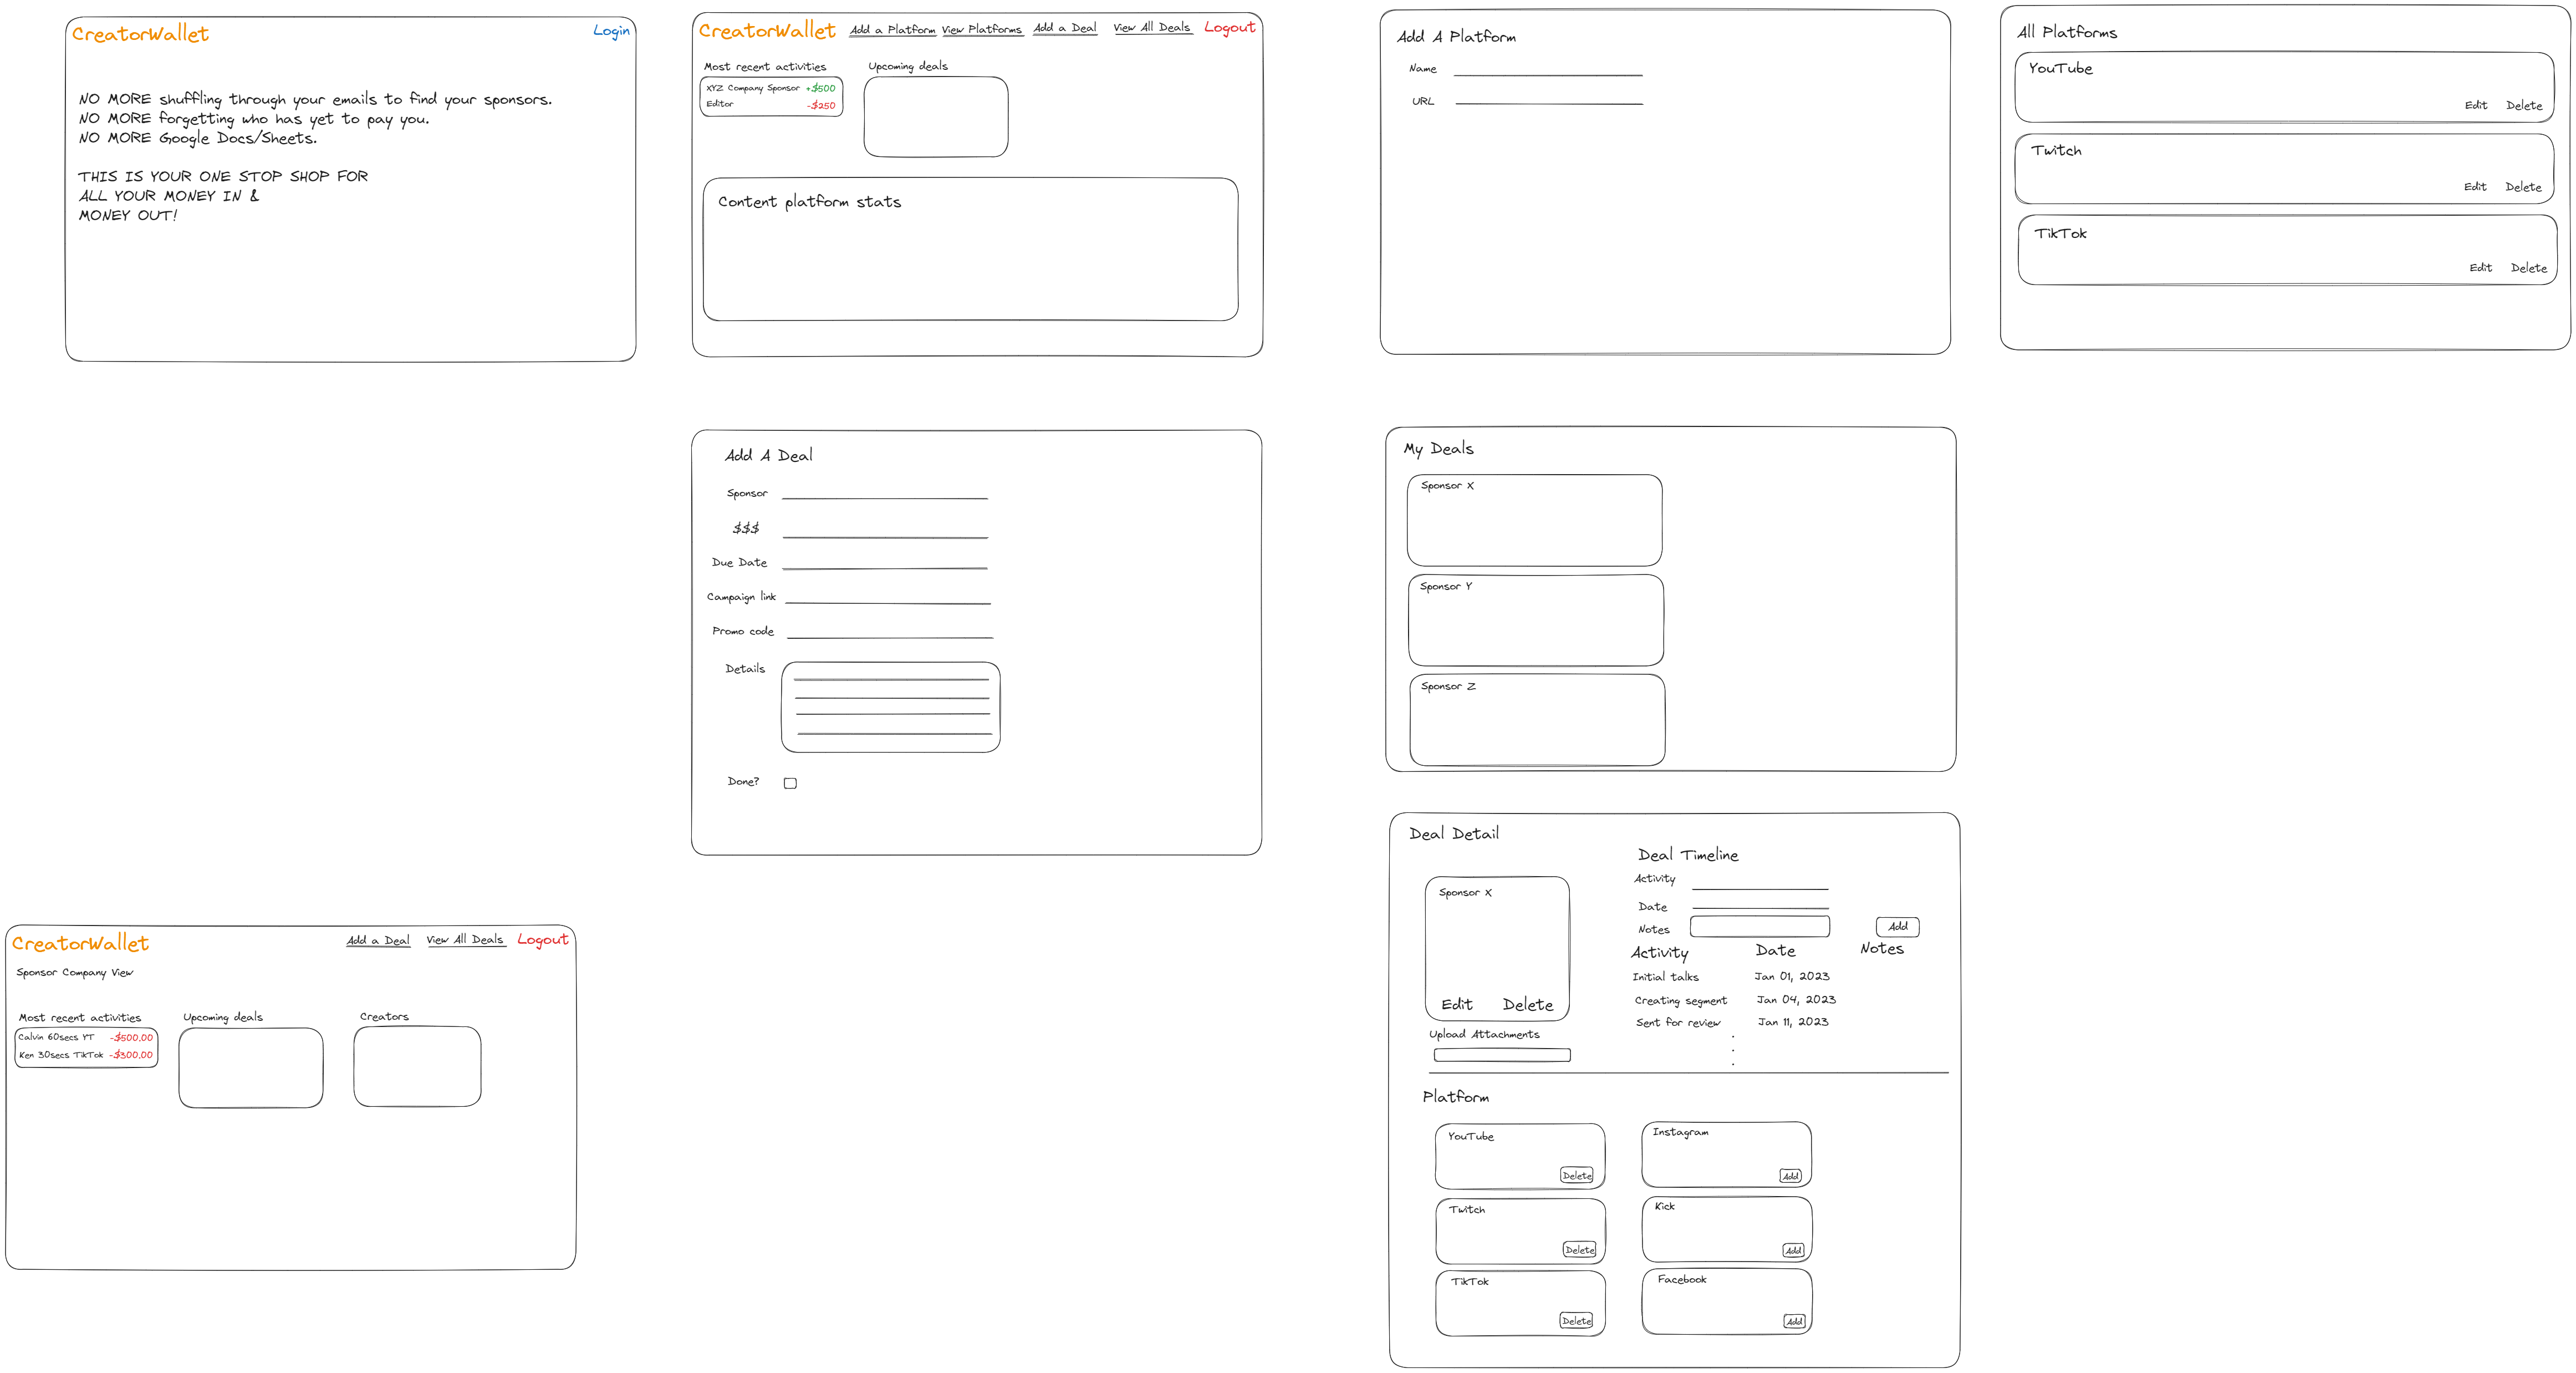 CreatorWallet
Login
NO MORE shuffling through your emails to find your sponsors.
NO MORE forgetting who has yet to pay you.
NO MORE Google Docs/Sheets.
THIS IS YOUR ONE STOP SHOP FOR
ALL YOUR MONEY IN &
MONEY OUT!
CreatorWallet
Add a Platform
View Platforms
Add a Deal
View All Deals
Logout
Most recent activities
XYZ Company Sponsor +$500
Editor -$250
Upcoming deals
Content platform stats
Add A Platform
Name
URL
All Platforms
YouTube
Edit Delete
Twitch
Edit Delete
TikTok
Edit Delete
Add A Deal
Sponsor
$$$
Due Date
Campaign link
Promo code
Details
Done?
My Deals
Sponsor X
Sponsor Y
Sponsor Z
Deal Detail
Sponsor X
Edit Delete
Upload Attachments
Deal Timeline
Activity
Date
Notes
Add
Activity Date Notes
Initial talks Jan 01, 2023
Creating segment Jan 04, 2023
Sent for review Jan 11, 2023
Platform
YouTube
Delete
Instagram
Add
Twitch
Delete
Kick
Add
TikTok
Delete
Facebook
Add
CreatorWallet
Add a Deal
View All Deals
Logout
Sponsor Company View
Most recent activities
Calvin 60secs YT -$500.00
Ken 30secs TikTok -$300.00
Upcoming deals
Creators